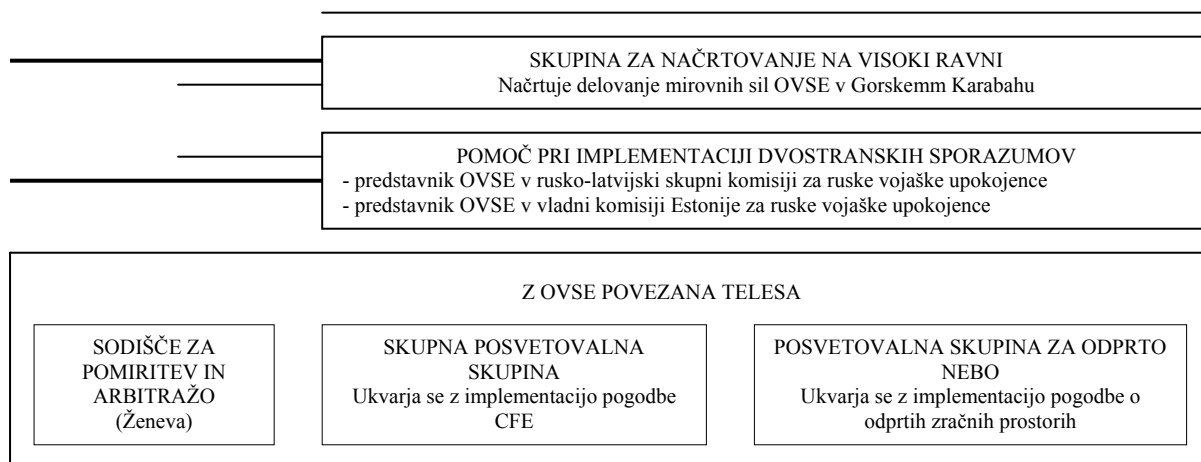 SKUPINA ZA NAČRTOVANJE NA VISOKI RAVNI
Načrtuje delovanje mirovnih sil OVSE v Gorskemm Karabahu
POMOČ PRI IMPLEMENTACIJI DVOSTRANSKIH SPORAZUMOV
- predstavnik OVSE v rusko-latvijski skupni komisiji za ruske vojaške upokojence
- predstavnik OVSE v vladni komisiji Estonije za ruske vojaške upokojence
Z OVSE POVEZANA TELESA
SODIŠČE ZA
POMIRITEV IN
ARBITRAŽO
(Ženeva)
SKUPNA POSVETOVALNA
SKUPINA
Ukvarja se z implementacijo pogodbe
CFE
POSVETOVALNA SKUPINA ZA ODPRTO
NEBO
Ukvarja se z implementacijo pogodbe o
odprtih zračnih prostorih